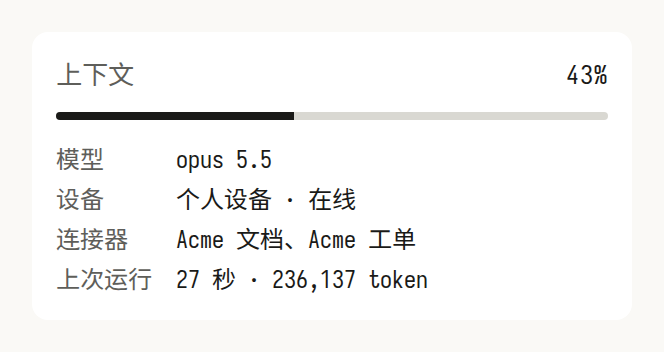 上下文 43%
模型 opus 5.5
设备 个人设备 · 在线
连接器 Acme 文档、Acme 工单
上次运行 27 秒 · 236,137 token